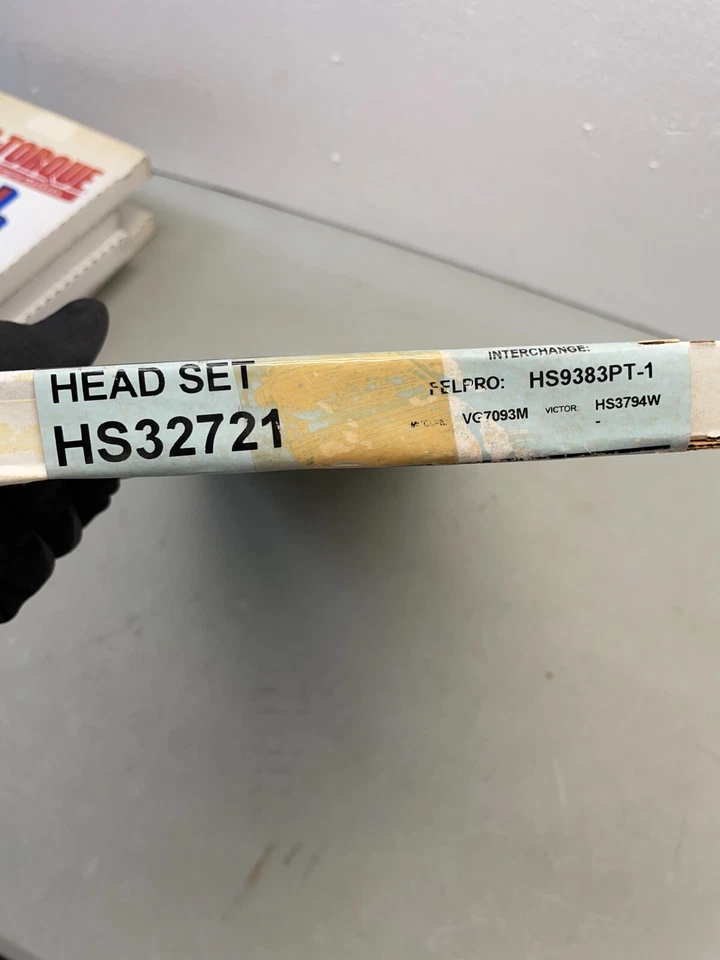 TORQUE
HEAD SET
HS32721
INTERCHANGE:
FELPRO: HS9383PT-1
VG7093M VICTOR: HS3794W
-